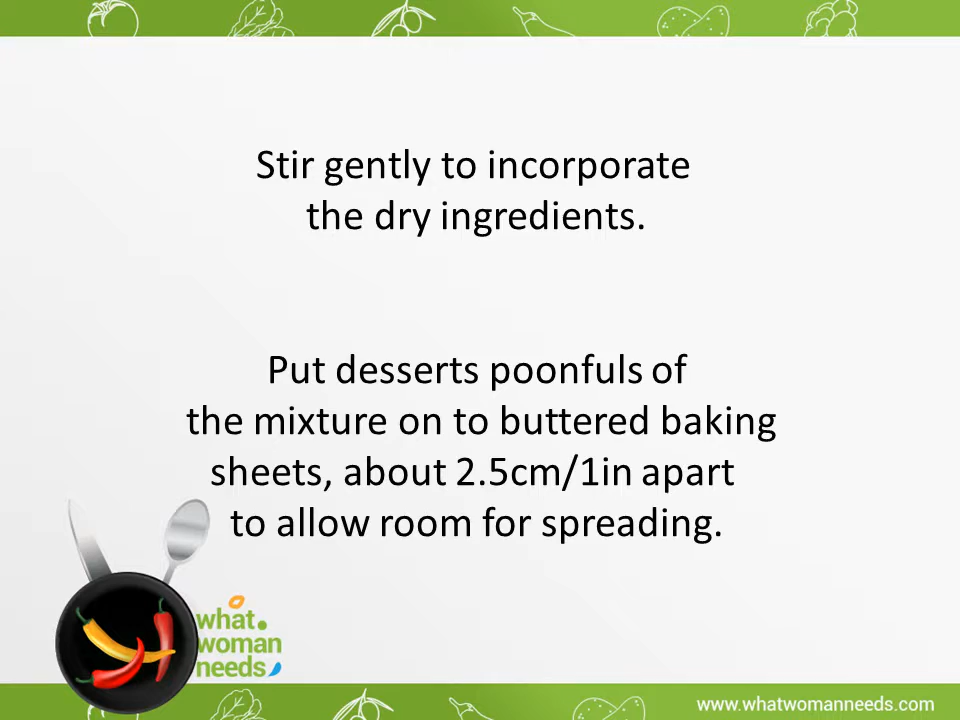 Stir gently to incorporate
the dry ingredients.
Put desserts poonfuls of
the mixture on to buttered baking
sheets, about 2.5cm/1in apart
to allow room for spreading.
what.
woman
needs
www.whatwomanneeds.com